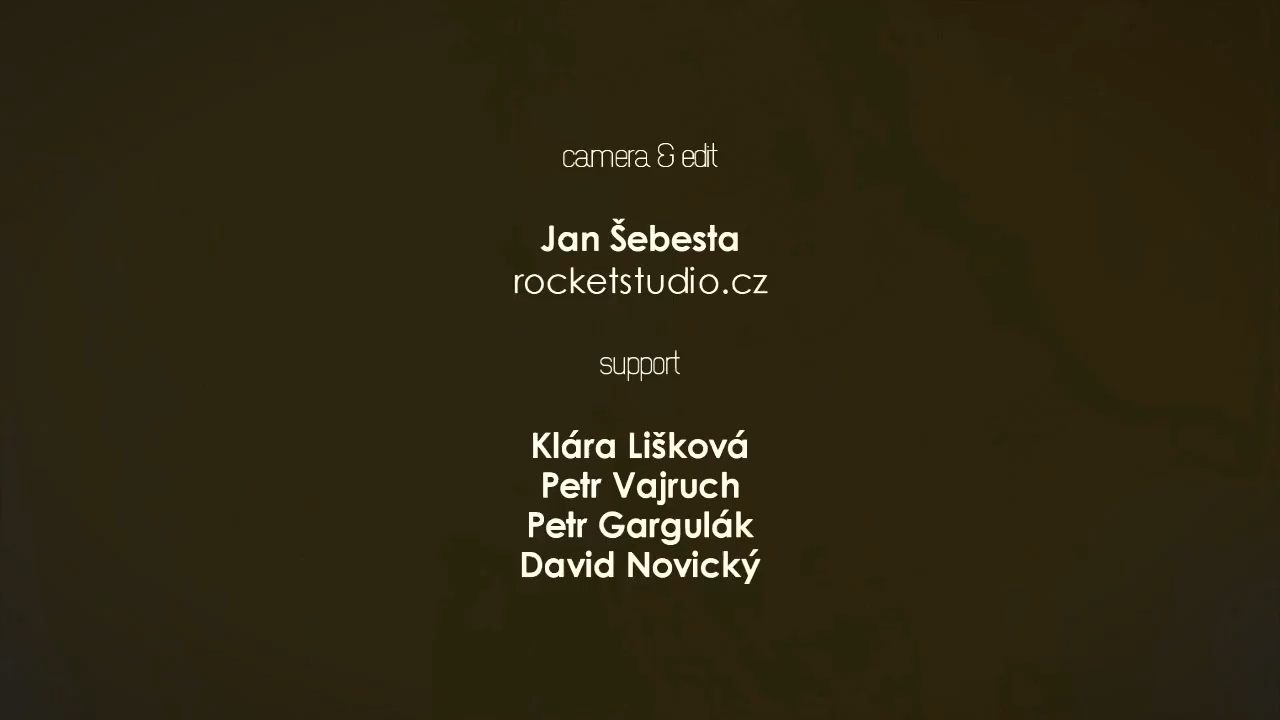 camera & edit
Jan Šebesta
rocketstudio.cz
support
Klára Lišková
Petr Vajruch
Petr Gargulák
David Novický